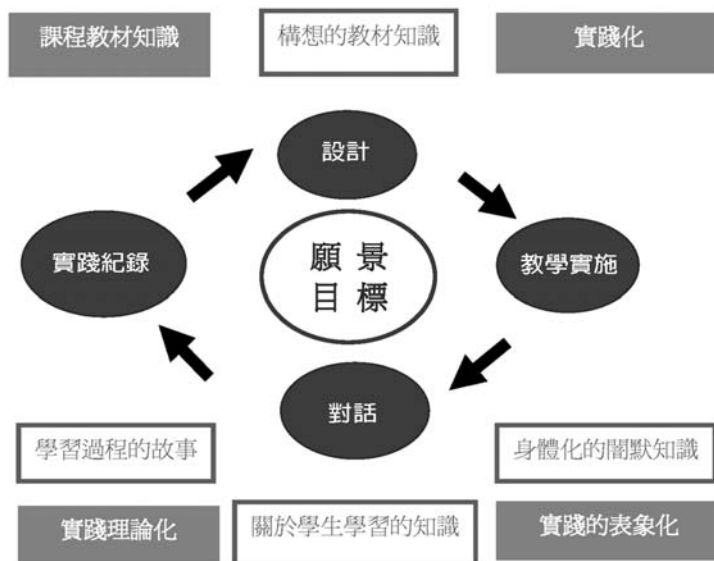 課程教材知識
構想的教材知識
實踐化
設計
實踐紀錄
願景
目標
教學實施
對話
學習過程的故事
身體化的闇默知識
實踐理論化
關於學生學習的知識
實踐的表象化